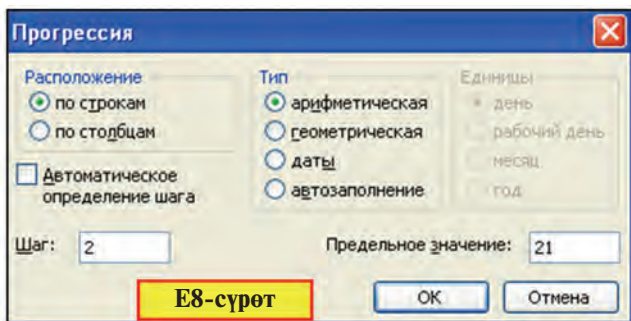 Прогрессия
Расположение
по строкам
по столбцам
Автоматическое
определение шага
Тип
арифметическая
геометрическая
даты
автозаполнение
Единицы
день
рабочий день
месяц
год
Шаг: 2
Предельное значение: 21
E8-сүрөт
ОК
Отмена